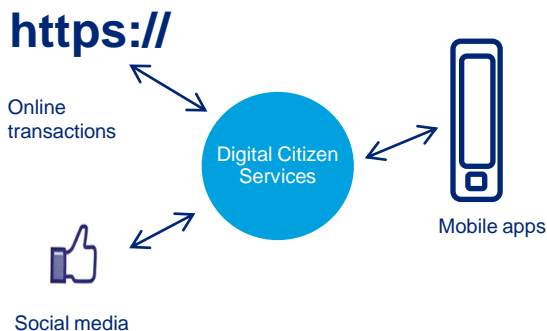 https://
Online
transactions
Digital Citizen
Services
Mobile apps
Social media